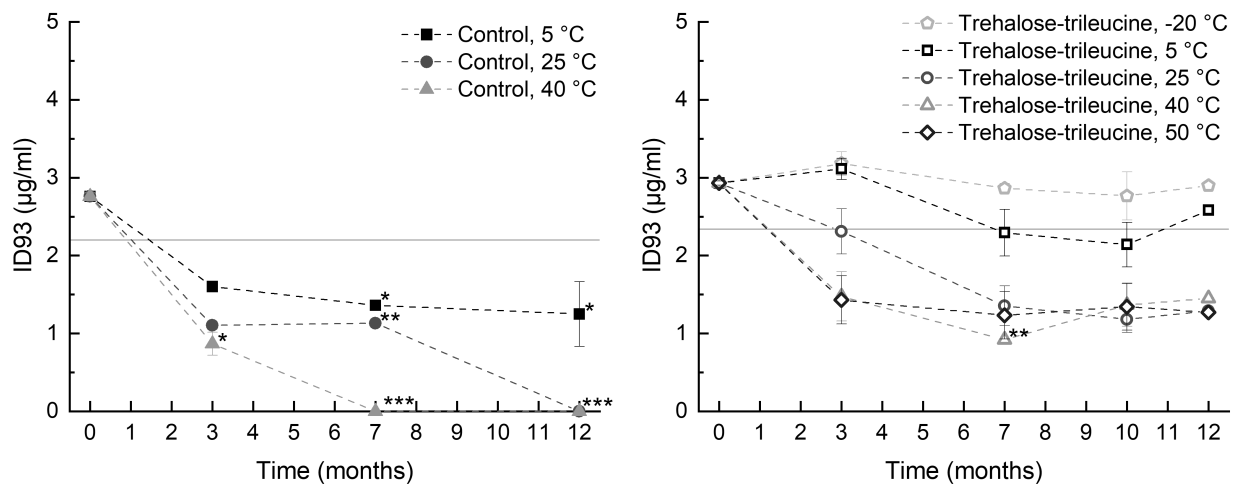 Control, 5 °C
Control, 25 °C
Control, 40 °C
ID93 (µg/ml)
5
4
3
2
1
0
*
**
*
*
***
***
0 1 2 3 4 5 6 7 8 9 10 11 12
Time (months)
Trehalose-trileucine, -20 °C
Trehalose-trileucine, 5 °C
Trehalose-trileucine, 25 °C
Trehalose-trileucine, 40 °C
Trehalose-trileucine, 50 °C
ID93 (µg/ml)
5
4
3
2
1
0
**
0 1 2 3 4 5 6 7 8 9 10 11 12
Time (months)